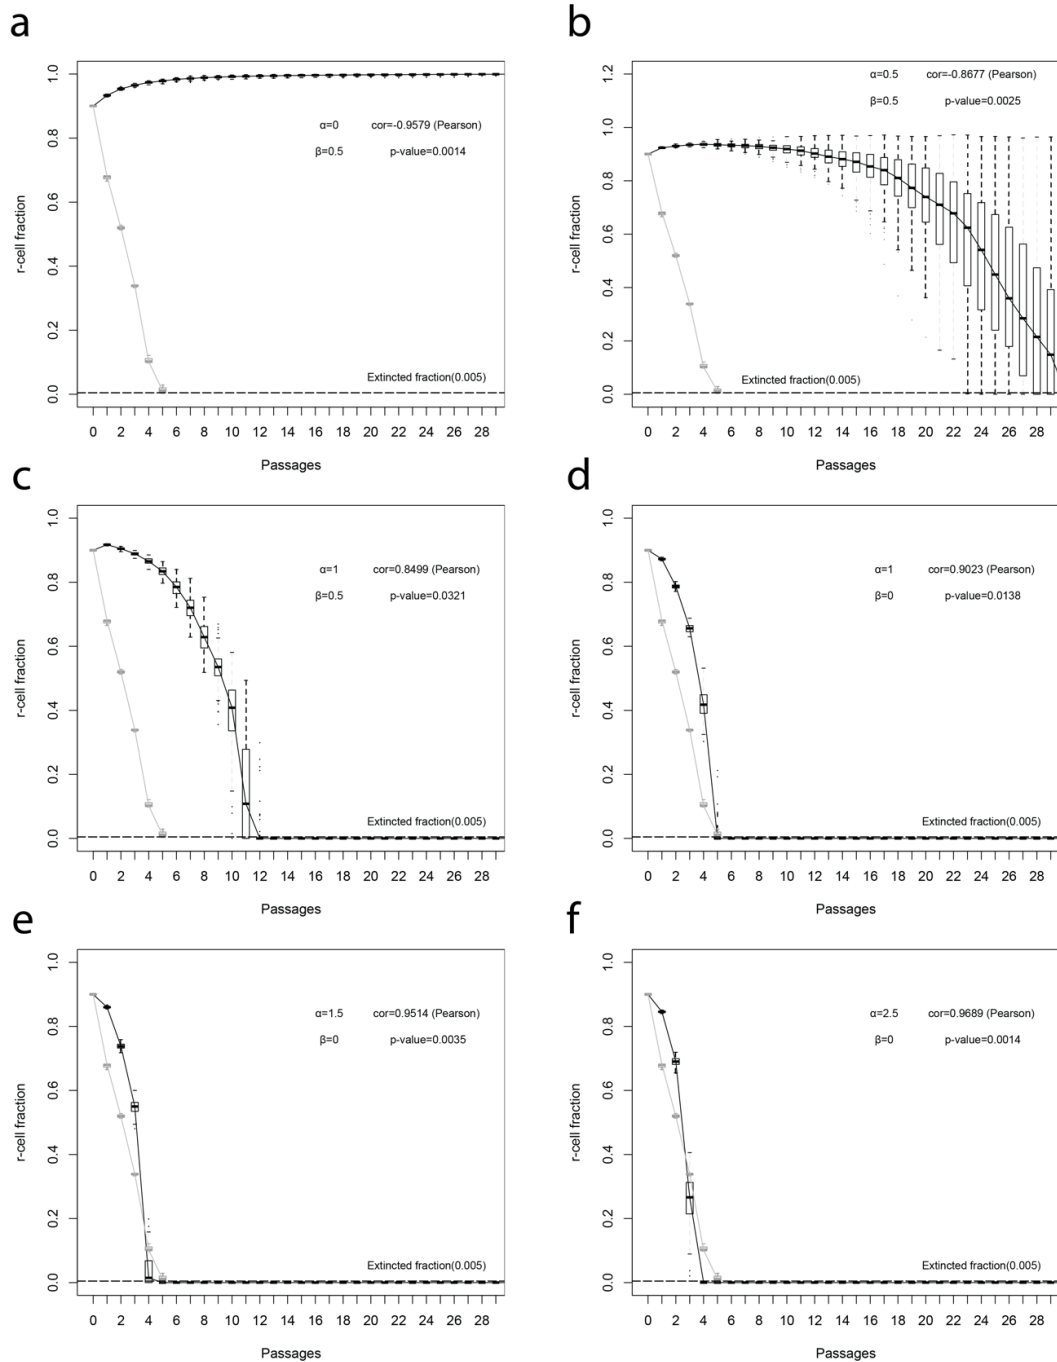 a
1.0
0.8
0.6
0.4
0.2
0.0
r-cell fraction
α=0 cor=-0.9579 (Pearson)
β=0.5 p-value=0.0014
Extincted fraction(0.005)
0 2 4 6 8 10 12 14 16 18 20 22 24 26 28
Passages
b
1.2
1.0
0.8
0.6
0.4
0.2
0.0
r-cell fraction
α=0.5 cor=-0.8677 (Pearson)
β=0.5 p-value=0.0025
Extincted fraction(0.005)
0 2 4 6 8 10 12 14 16 18 20 22 24 26 28
Passages
c
1.0
0.8
0.6
0.4
0.2
0.0
r-cell fraction
α=1 cor=0.8499 (Pearson)
β=0.5 p-value=0.0321
Extincted fraction(0.005)
0 2 4 6 8 10 12 14 16 18 20 22 24 26 28
Passages
d
1.0
0.8
0.6
0.4
0.2
0.0
r-cell fraction
α=1 cor=0.9023 (Pearson)
β=0 p-value=0.0138
Extincted fraction(0.005)
0 2 4 6 8 10 12 14 16 18 20 22 24 26 28
Passages
e
1.0
0.8
0.6
0.4
0.2
0.0
r-cell fraction
α=1.5 cor=0.9514 (Pearson)
β=0 p-value=0.0035
Extincted fraction(0.005)
0 2 4 6 8 10 12 14 16 18 20 22 24 26 28
Passages
f
1.0
0.8
0.6
0.4
0.2
0.0
r-cell fraction
α=2.5 cor=0.9689 (Pearson)
β=0 p-value=0.0014
Extincted fraction(0.005)
0 2 4 6 8 10 12 14 16 18 20 22 24 26 28
Passages